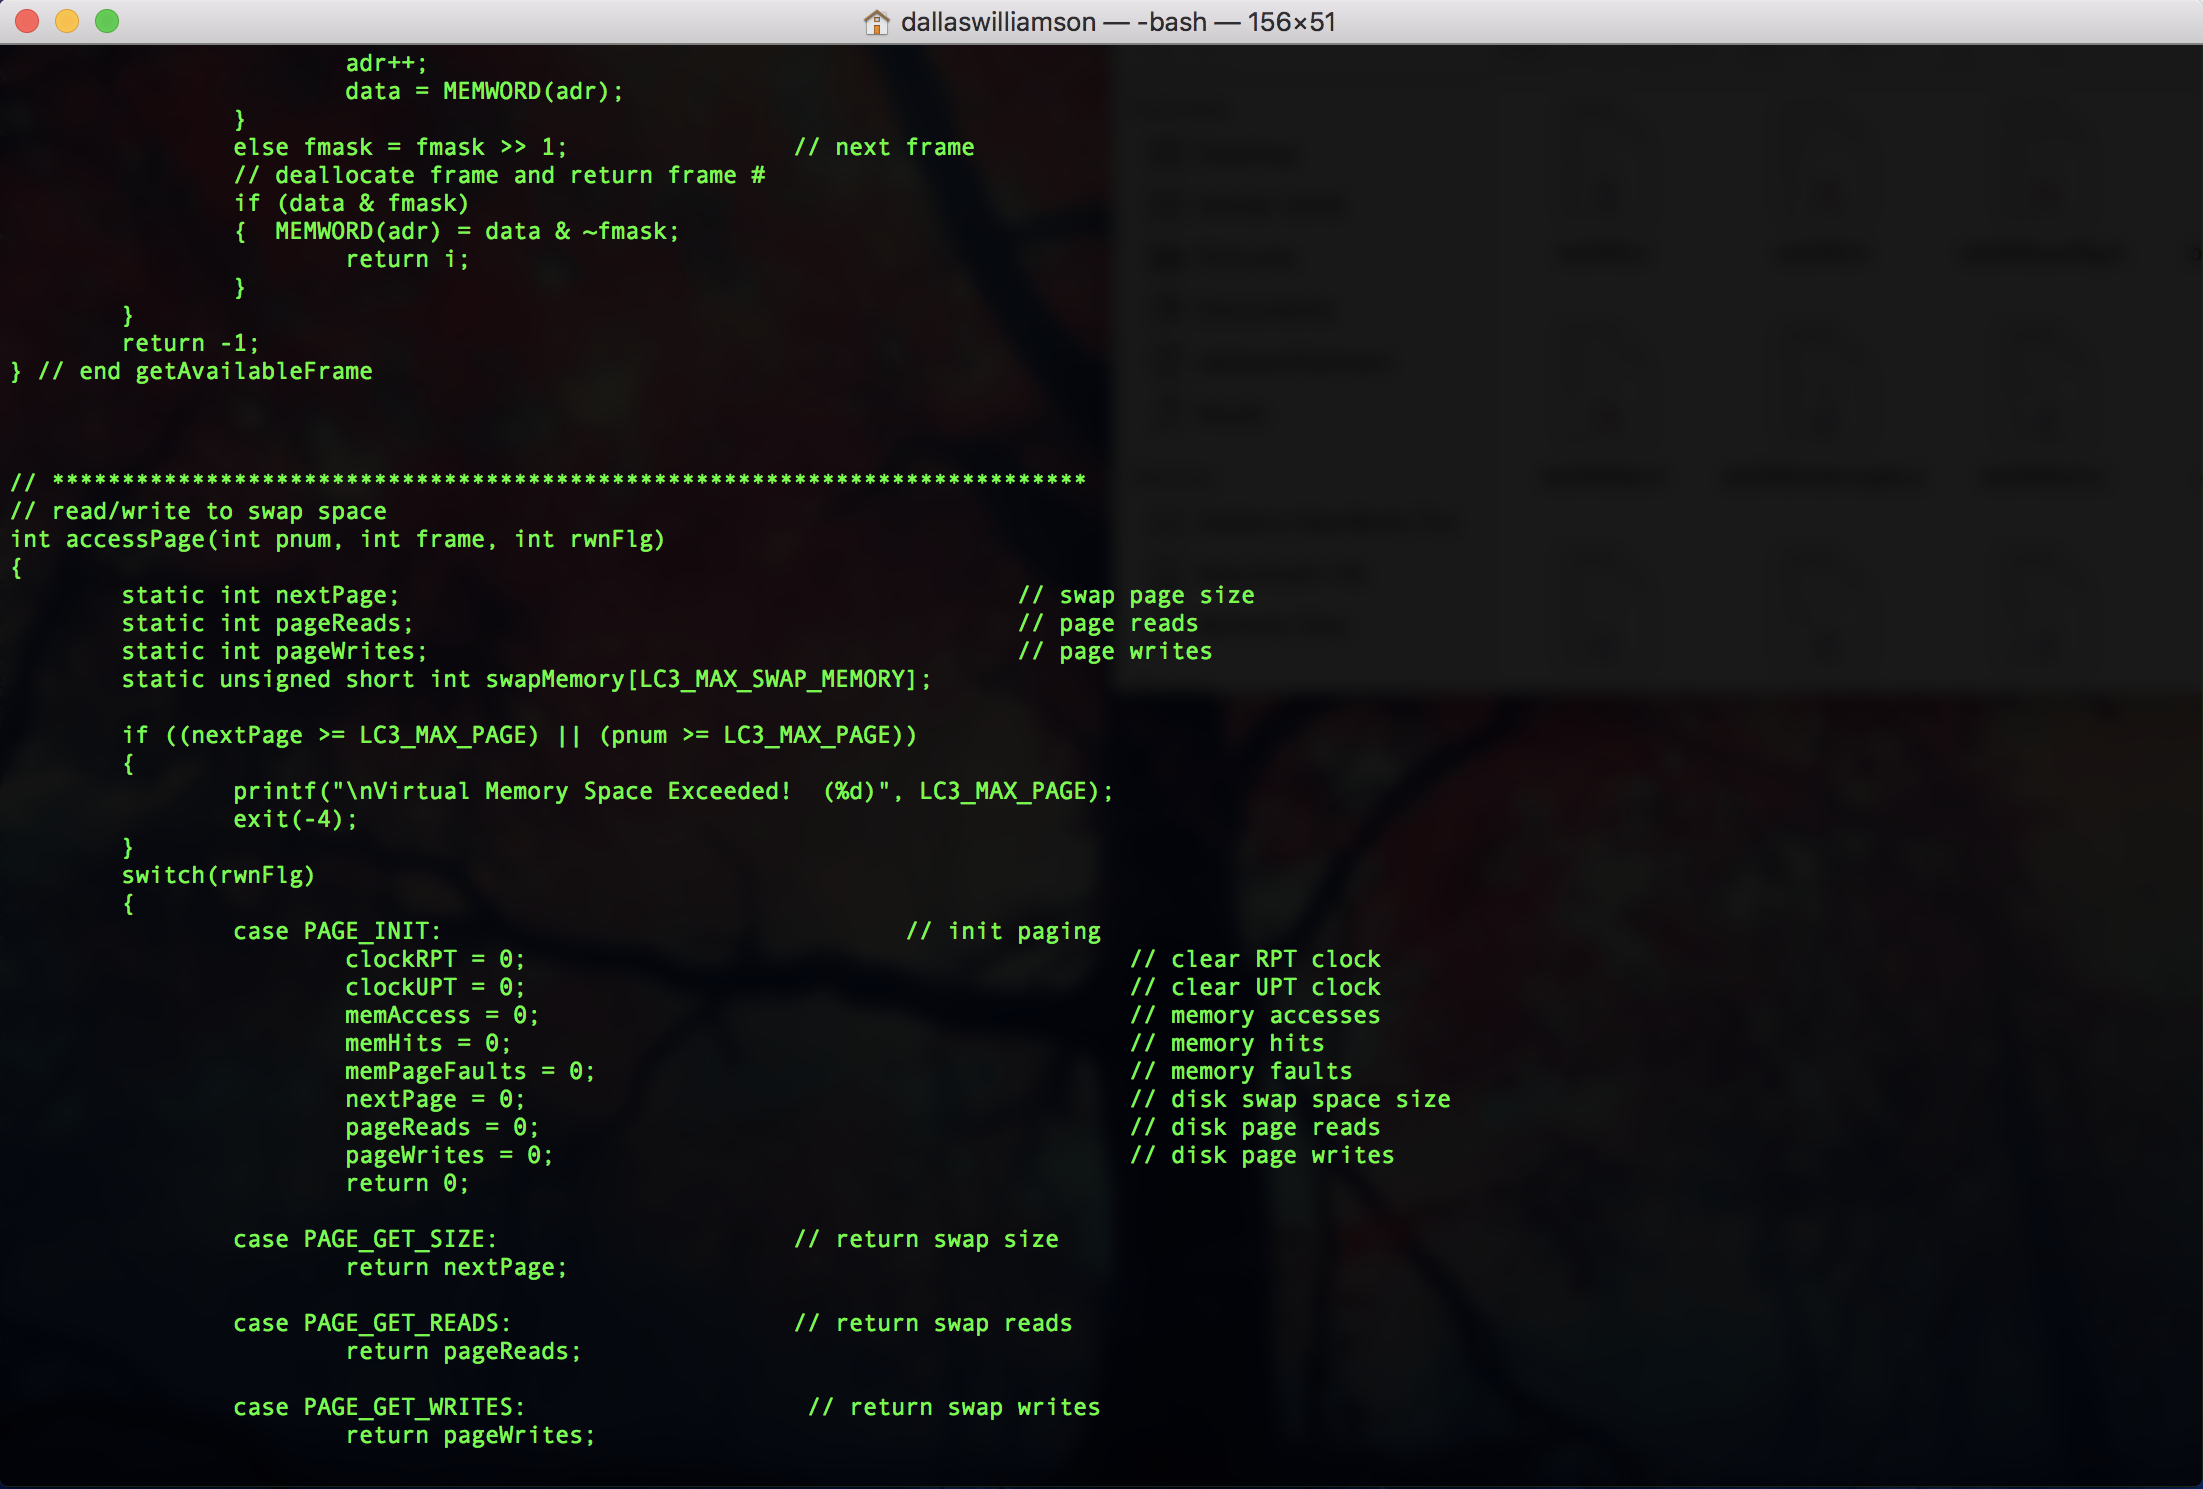 dallaswilliamson — -bash — 156×51
adr++;
data = MEMWORD(adr);
}
else fmask = fmask >> 1; // next frame
// deallocate frame and return frame #
if (data & fmask)
{ MEMWORD(adr) = data & ~fmask;
return i;
}
}
return -1;
} // end getAvailableFrame
// **************************************************************************
// read/write to swap space
int accessPage(int pnum, int frame, int rwnFlg)
{
static int nextPage; // swap page size
static int pageReads; // page reads
static int pageWrites; // page writes
static unsigned short int swapMemory[LC3_MAX_SWAP_MEMORY];
if ((nextPage >= LC3_MAX_PAGE) || (pnum >= LC3_MAX_PAGE))
{
printf("\nVirtual Memory Space Exceeded!  (%d)", LC3_MAX_PAGE);
exit(-4);
}
switch(rwnFlg)
{
case PAGE_INIT: // init paging
clockRPT = 0; // clear RPT clock
clockUPT = 0; // clear UPT clock
memAccess = 0; // memory accesses
memHits = 0; // memory hits
memPageFaults = 0; // memory faults
nextPage = 0; // disk swap space size
pageReads = 0; // disk page reads
pageWrites = 0; // disk page writes
return 0;
case PAGE_GET_SIZE: // return swap size
return nextPage;
case PAGE_GET_READS: // return swap reads
return pageReads;
case PAGE_GET_WRITES: // return swap writes
return pageWrites;